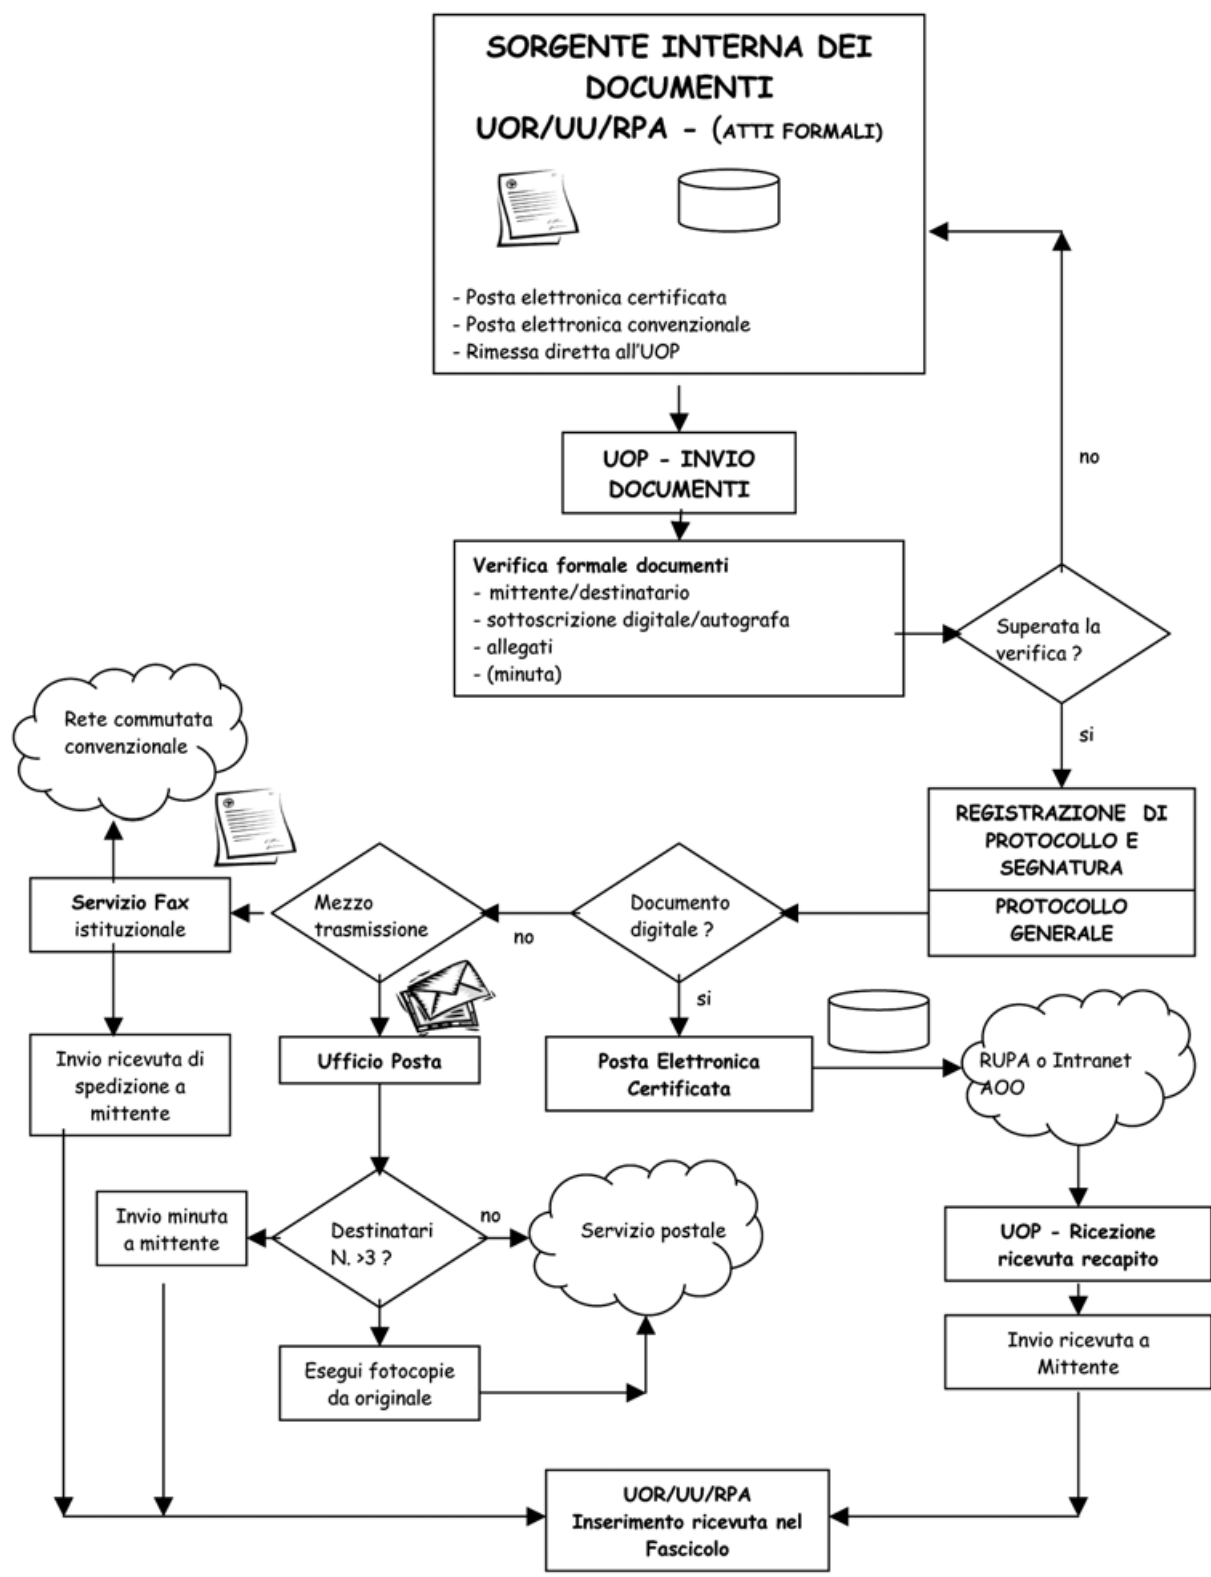 SORGENTE INTERNA DEI
DOCUMENTI
UOR/UU/RPA - (ATTI FORMALI)
- Posta elettronica certificata
- Posta elettronica convenzionale
- Rimessa diretta all'UOP
UOP - INVIO
DOCUMENTI
no
Verifica formale documenti
- mittente/destinatario
- sottoscrizione digitale/autografa
- allegati
- (minuta)
Superata la
verifica ?
si
Rete commutata
convenzionale
REGISTRAZIONE DI
PROTOCOLLO E
SEGNATURA
PROTOCOLLO
GENERALE
Documento
digitale ?
no
si
Mezzo
trasmissione
Servizio Fax
istituzionale
Invio ricevuta di
spedizione a
mittente
Ufficio Posta
Posta Elettronica
Certificata
RUPA o Intranet
AOO
Invio minuta
a mittente
Destinatari
N. >3 ?
no
Servizio postale
UOP - Ricezione
ricevuta recapito
Esegui fotocopie
da originale
Invio ricevuta a
Mittente
UOR/UU/RPA
Inserimento ricevuta nel
Fascicolo